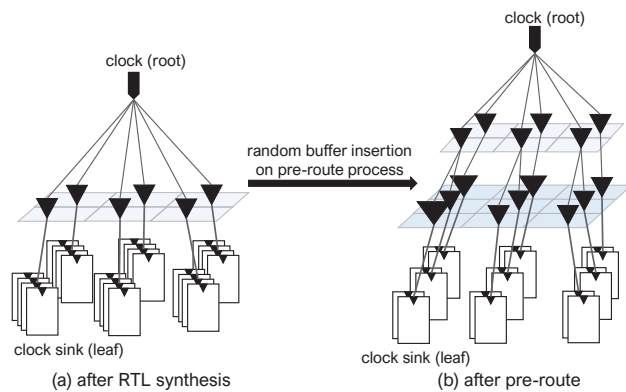 clock (root)
clock (root)
random buffer insertion
on pre-route process
clock sink (leaf)
clock sink (leaf)
(a) after RTL synthesis
(b) after pre-route